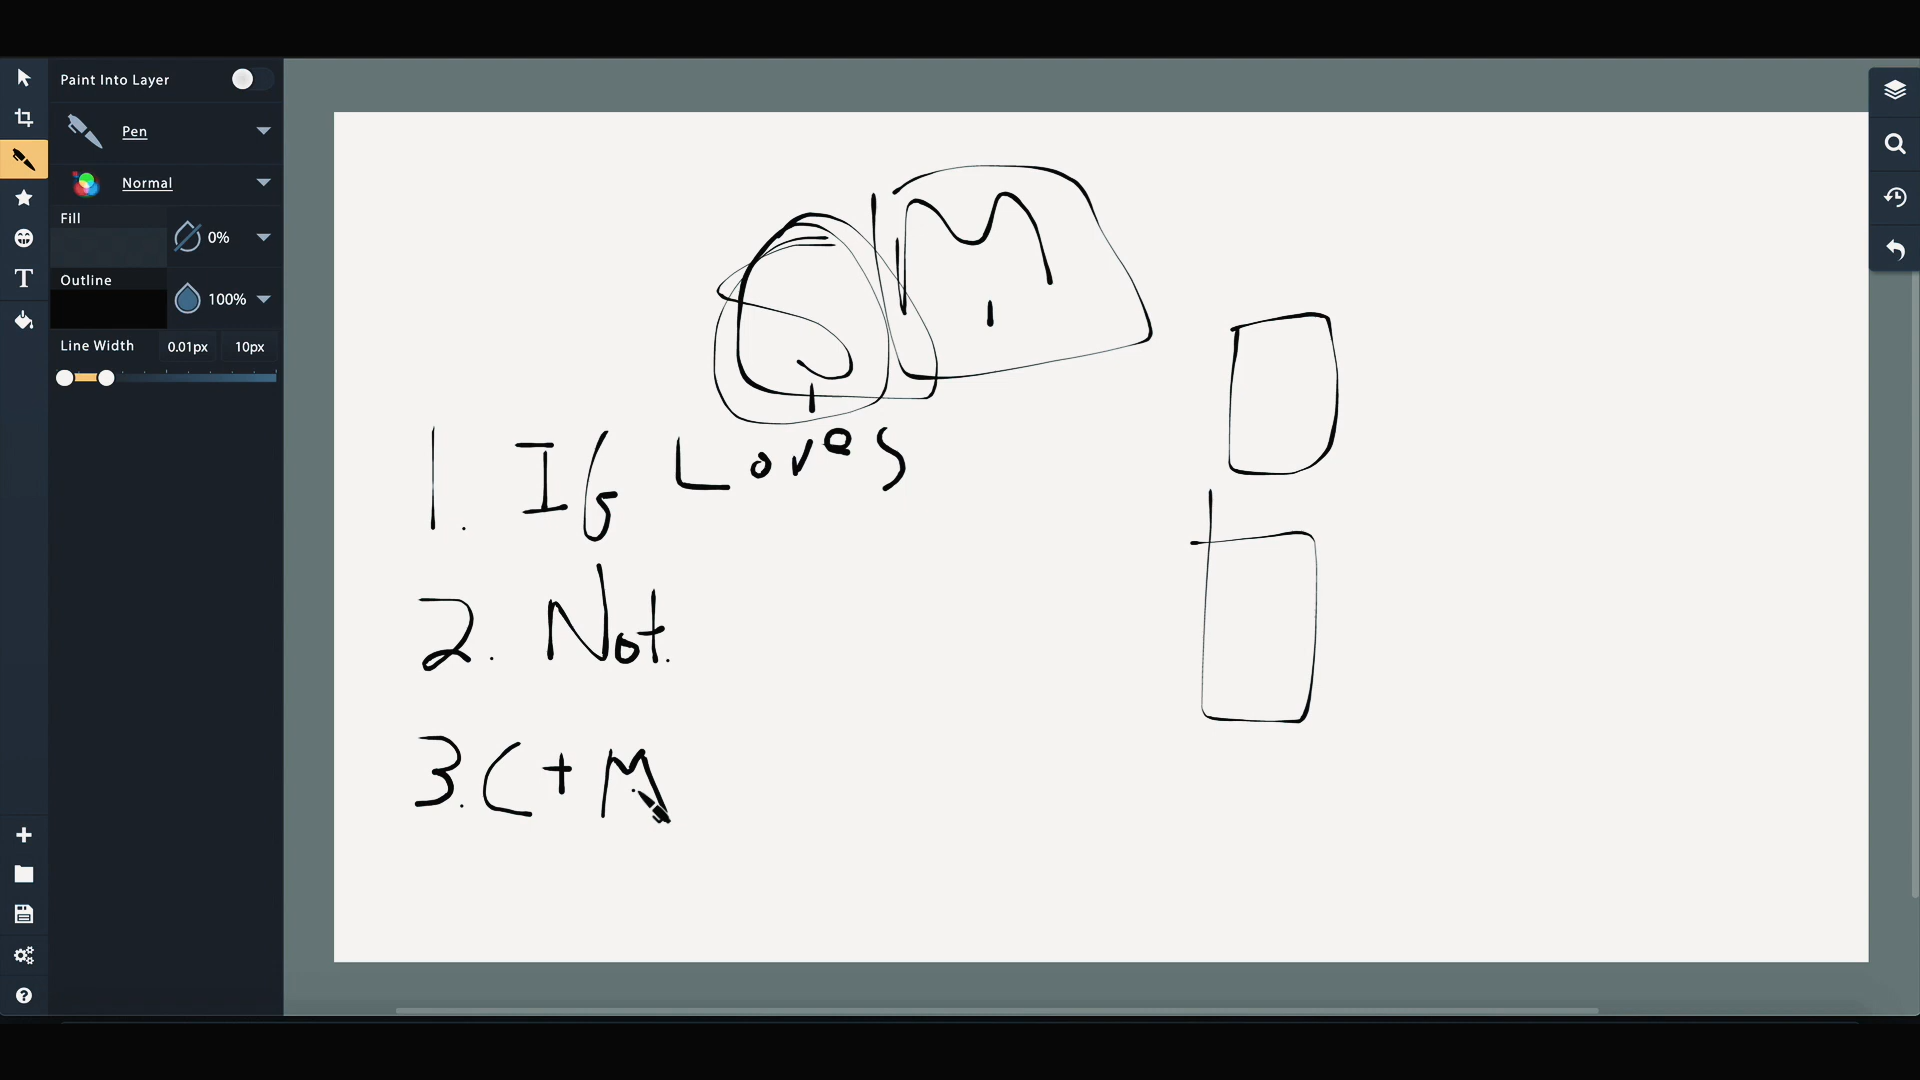 Paint Into Layer
Pen
Normal
Fill
0%
Outline
100%
Line Width 0.01px 10px
T
M
1. If Loves
2. Not.
3. C + M